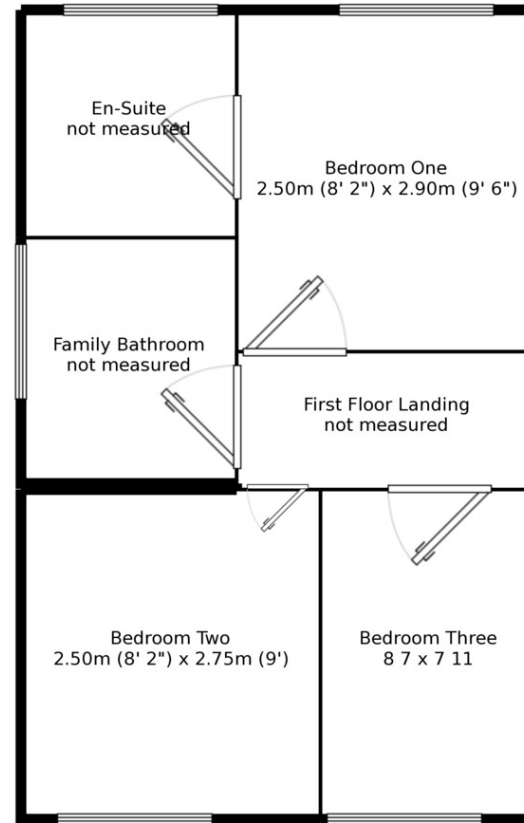 En-Suite
not measured
Bedroom One
2.50m (8' 2") x 2.90m (9' 6")
Family Bathroom
not measured
First Floor Landing
not measured
Bedroom Two
2.50m (8' 2") x 2.75m (9')
Bedroom Three
8 7 x 7 11